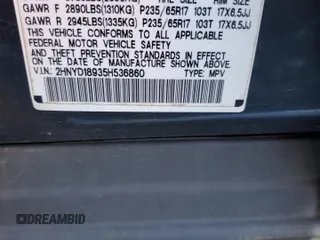 GAWR F 2890LBS(1310KG) P235/65R17 103T 17X6.5JJ
GAWR R 2945LBS(1335KG) P235/65R17 103T 17X6.5JJ
THIS VEHICLE CONFORMS TO ALL APPLICABLE FEDERAL
MOTOR VEHICLE SAFETY, BUMPER, AND
THEFT PREVENTION STANDARDS IN EFFECT ON THE
DATE OF MANUFACTURE SHOWN ABOVE.
V.I.N.: 2HNYD18935H536860 TYPE: MPV
DREAMBID